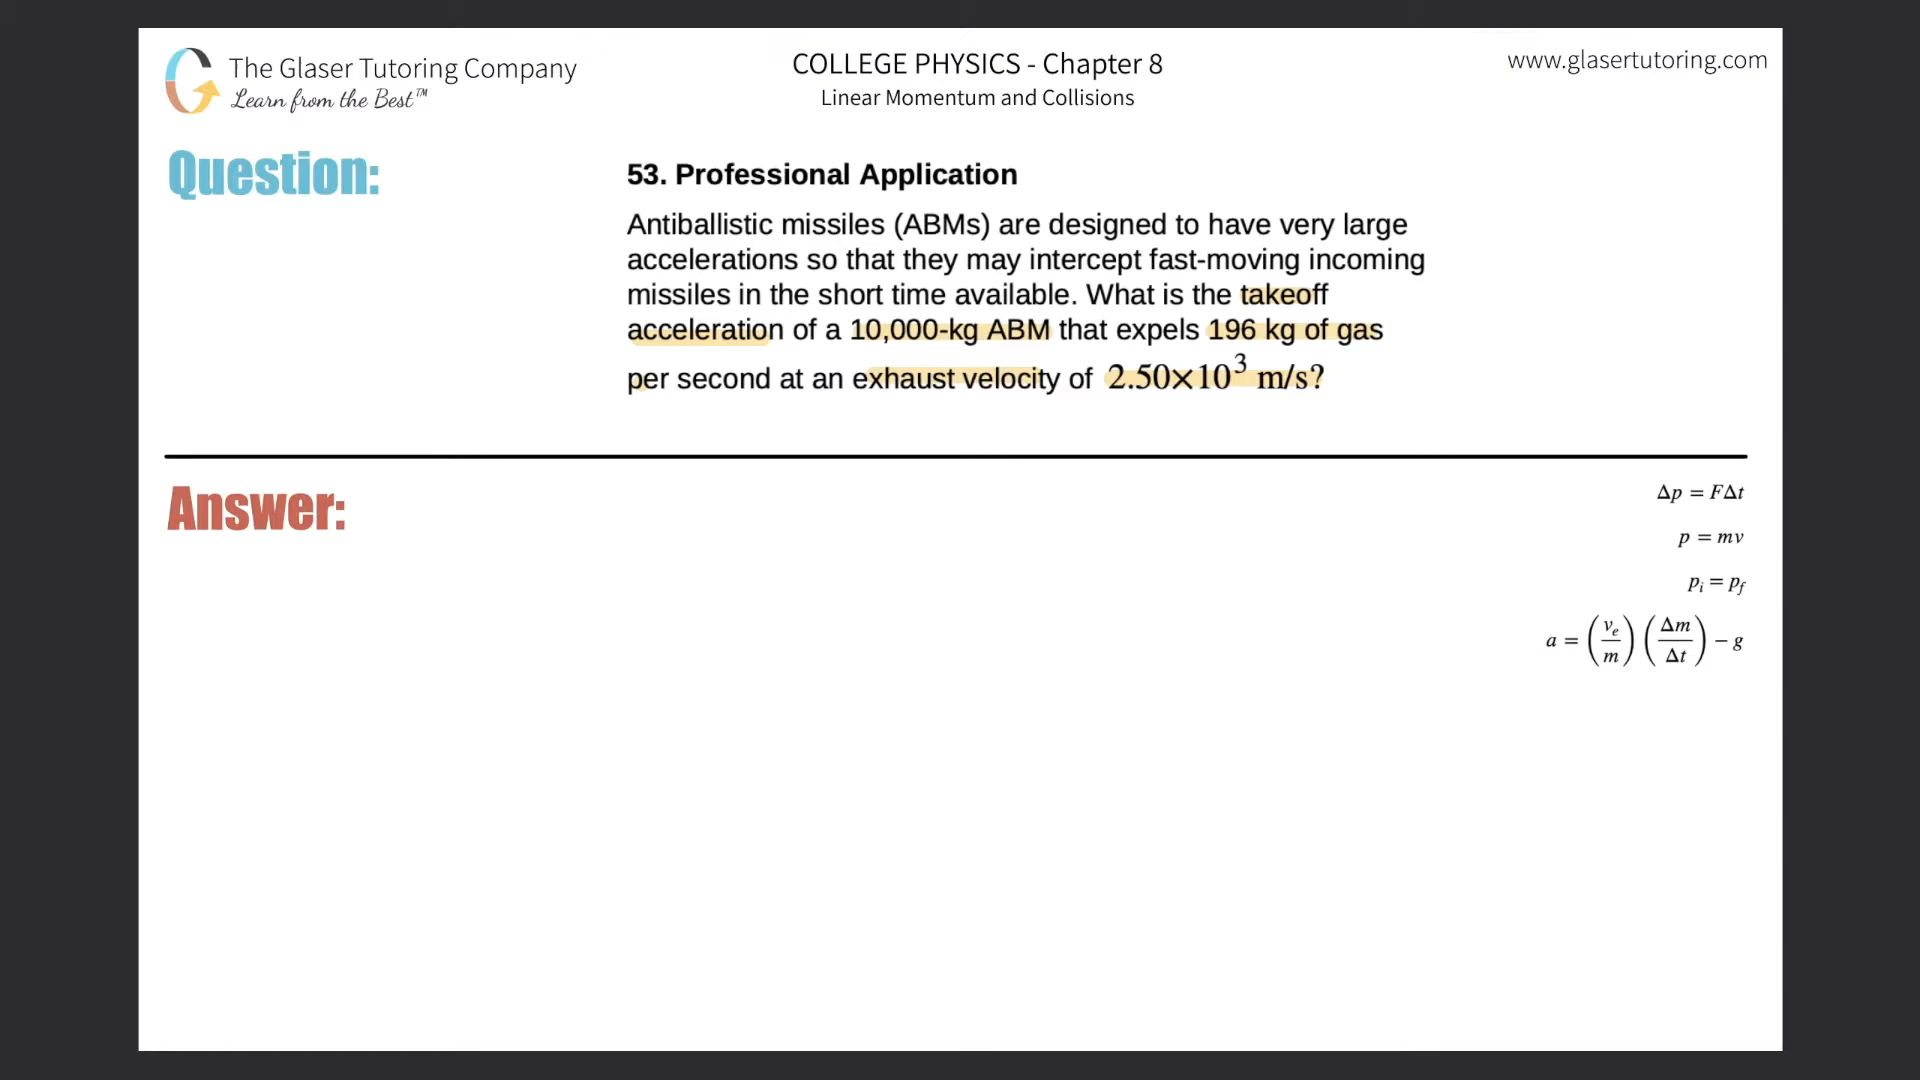 The Glaser Tutoring Company
Learn from the Best™
COLLEGE PHYSICS - Chapter 8
Linear Momentum and Collisions
www.glasertutoring.com
Question:
53. Professional Application
Antiballistic missiles (ABMs) are designed to have very large
accelerations so that they may intercept fast-moving incoming
missiles in the short time available. What is the takeoff
acceleration of a 10,000-kg ABM that expels 196 kg of gas
per second at an exhaust velocity of 2.50×10³ m/s?
Answer:
Δp = FΔt
p = mv
pᵢ = p_f
a = (vₑ/m) (Δm/Δt) − g